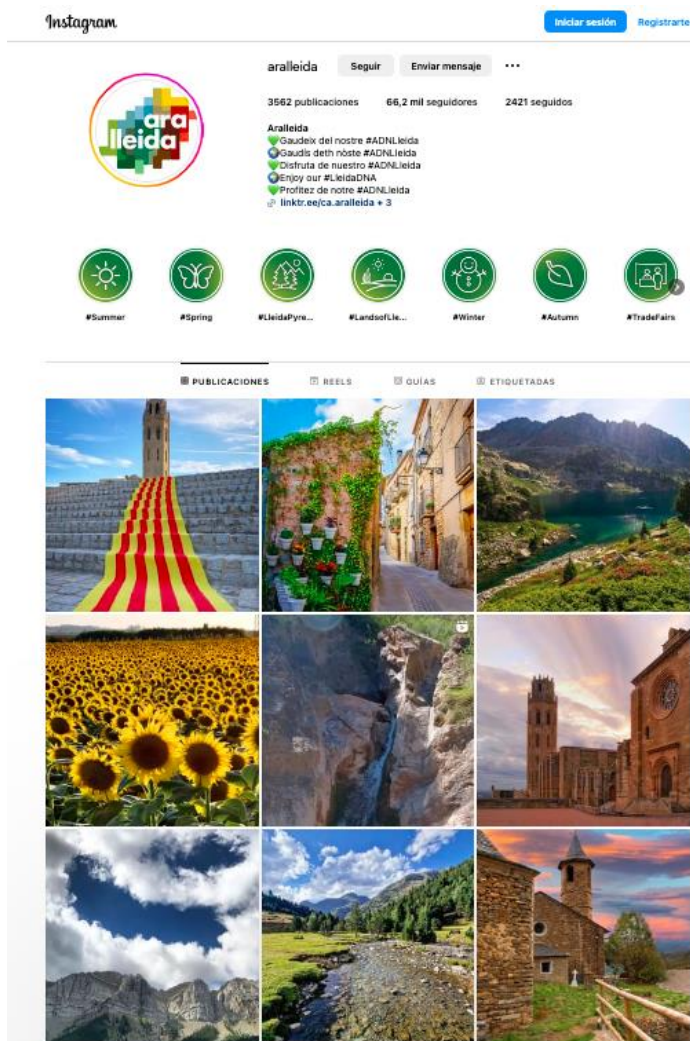 Instagram
Iniciar sesión Registrarte
aralleida Seguir Enviar mensaje •••
3562 publicaciones 66,2 mil seguidores 2421 seguidos
ara
lleida
Aralleida
💚Gaudeix del nostre #ADNLleida
🌍Gaudís deth nòste #ADNLleida
💚Disfruta de nuestro #ADNLleida
🌍Enjoy our #LleidaDNA
💚Profitez de notre #ADNLleida
linktr.ee/ca.aralleida + 3
#Summer #Spring #LleidaPyre... #LandsofLle... #Winter #Autumn #TradeFairs
PUBLICACIONES REELS GUÍAS ETIQUETADAS